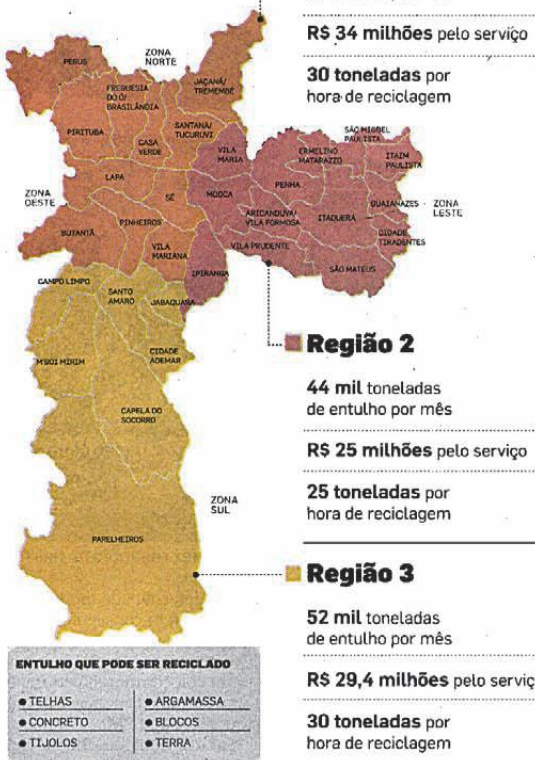 R$ 34 milhões pelo serviço
30 toneladas por
hora de reciclagem
ZONA
NORTE
PERUS
JAÇANÃ/
TREMEMBÉ
FREGUESIA
DO Ó/
BRASILÂNDIA
PIRITUBA
CASA
VERDE
SANTANA/
TUCURUVI
VILA
MARIA
ERMELINO
MATARAZZO
SÃO MIGUEL
PAULISTA
ITAIM
PAULISTA
LAPA
SÉ
MOOCA
PENHA
ZONA
OESTE
PINHEIROS
ARICANDUVA/
VILA FORMOSA
ITAQUERA
GUAIANAZES
ZONA
LESTE
BUTANTÃ
VILA
MARIANA
IPIRANGA
VILA PRUDENTE
CIDADE
TIRADENTES
SÃO MATEUS
CAMPO LIMPO
SANTO
AMARO
JABAQUARA
M'BOI MIRIM
CIDADE
ADEMAR
CAPELA DO
SOCORRO
ZONA
SUL
PARELHEIROS
Região 2
44 mil toneladas
de entulho por mês
R$ 25 milhões pelo serviço
25 toneladas por
hora de reciclagem
Região 3
52 mil toneladas
de entulho por mês
R$ 29,4 milhões pelo serviç
30 toneladas por
hora de reciclagem
ENTULHO QUE PODE SER RECICLADO
• TELHAS
• CONCRETO
• TIJOLOS
• ARGAMASSA
• BLOCOS
• TERRA